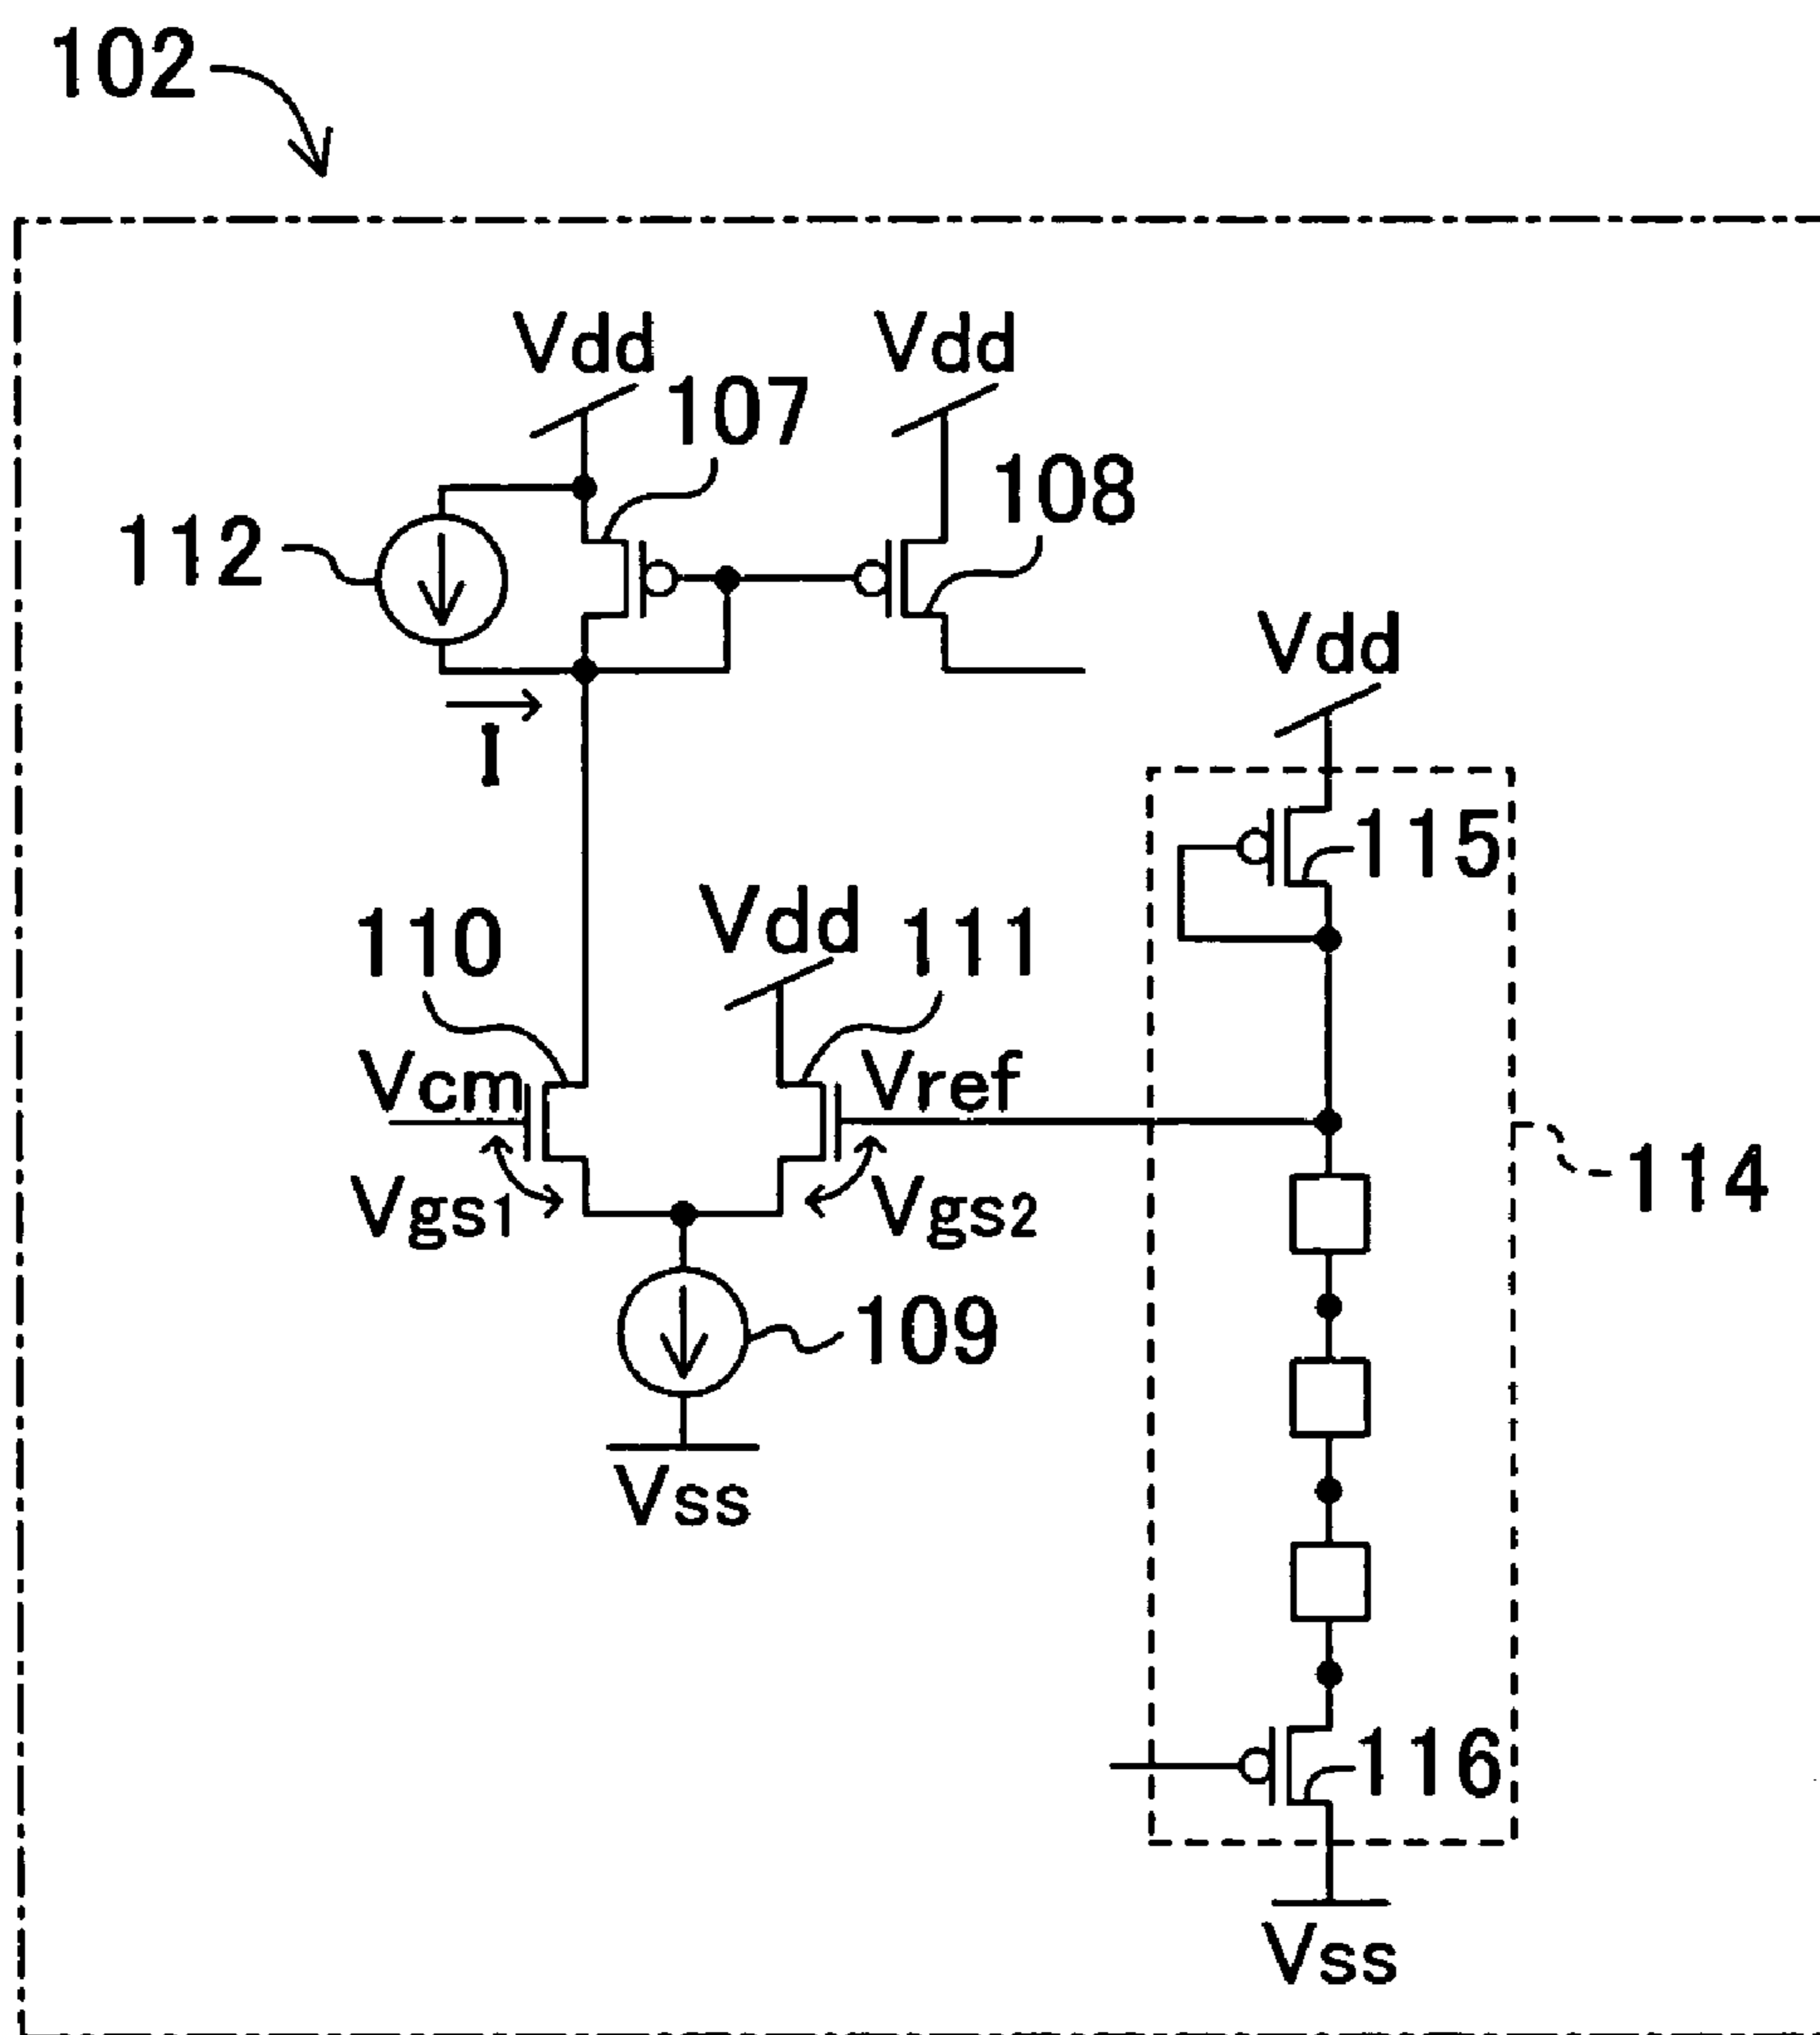 102
Vdd
Vdd
107
108
112
I
Vdd
115
110
Vdd
111
Vcm
Vref
114
Vgs1
Vgs2
109
Vss
116
Vss